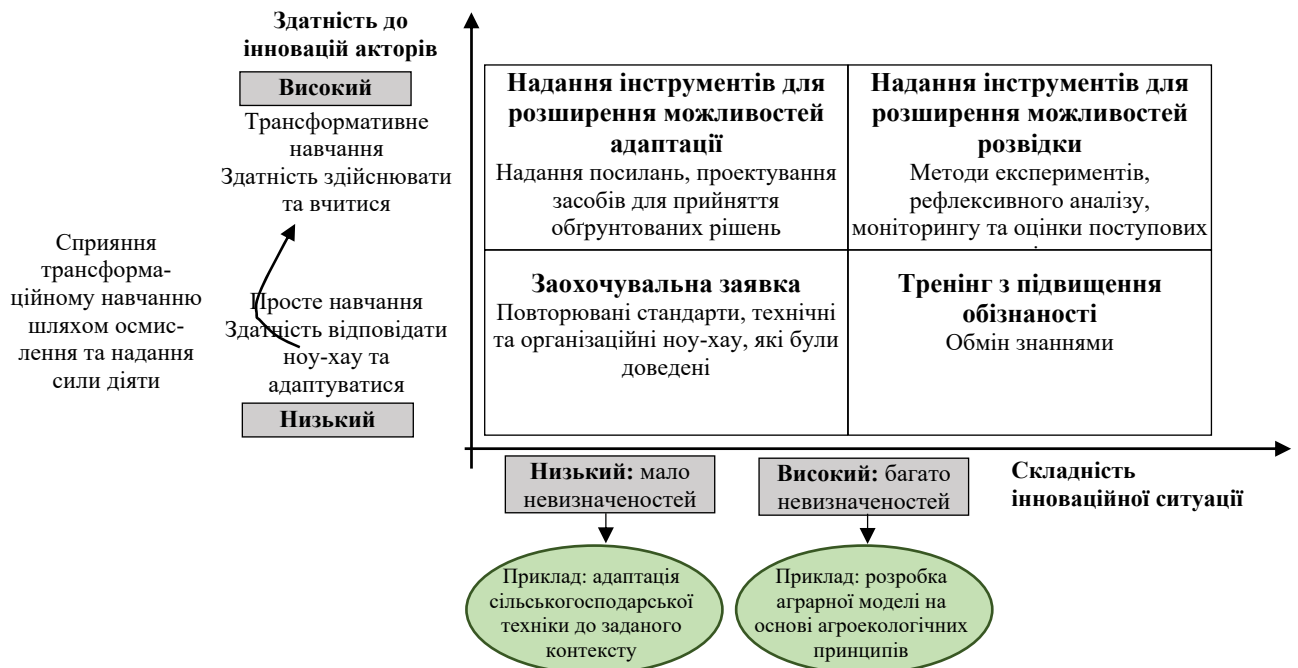 Здатність до
інновацій акторів
Високий
Трансформативне
навчання
Здатність здійснювати
та вчитися
Сприяння
трансформа-
ційному навчанню
шляхом осмис-
лення та надання
сили діяти
Просте навчання
Здатність відповідати
ноу-хау та
адаптуватися
Низький
Надання інструментів для
розширення можливостей
адаптації
Надання посилань, проектування
засобів для прийняття
обґрунтованих рішень
Надання інструментів для
розширення можливостей
розвідки
Методи експериментів,
рефлексивного аналізу,
моніторингу та оцінки поступових
Заохочувальна заявка
Повторювані стандарти, технічні
та організаційні ноу-хау, які були
доведені
Тренінг з підвищення
обізнаності
Обмін знаннями
Низький: мало
невизначеностей
Високий: багато
невизначеностей
Складність
інноваційної ситуації
Приклад: адаптація
сільськогосподарської
техніки до заданого
контексту
Приклад: розробка
аграрної моделі на
основі агроекологічних
принципів